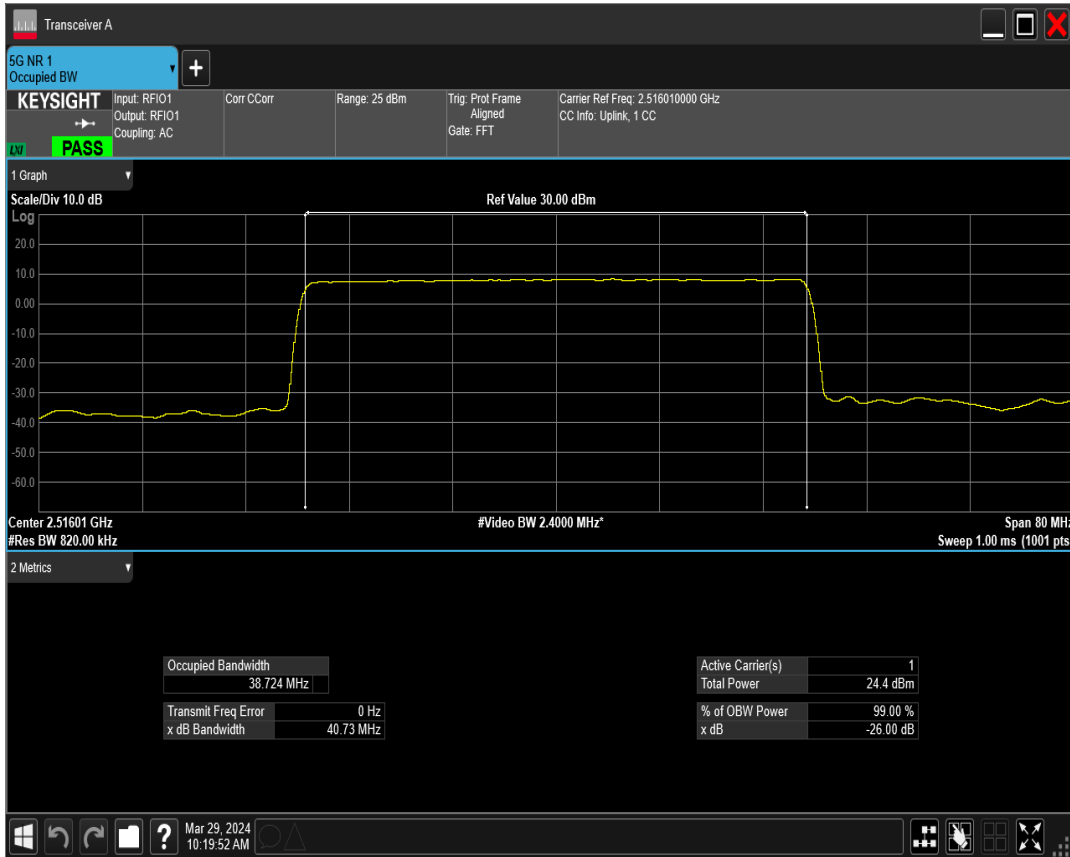 Transceiver A
5G NR 1
Occupied BW
+
KEYSIGHT
LXI
PASS
Input: RFIO1
Output: RFIO1
Coupling: AC
Corr CCorr
Range: 25 dBm
Trig: Prot Frame
Aligned
Gate: FFT
Carrier Ref Freq: 2.516010000 GHz
CC Info: Uplink, 1 CC
1 Graph
Scale/Div 10.0 dB
Ref Value 30.00 dBm
Log
20.0
10.0
0.00
-10.0
-20.0
-30.0
-40.0
-50.0
-60.0
Center 2.51601 GHz
#Video BW 2.4000 MHz*
Span 80 MHz
#Res BW 820.00 kHz
Sweep 1.00 ms (1001 pts
2 Metrics
Occupied Bandwidth
38.724 MHz
Transmit Freq Error 0 Hz
x dB Bandwidth 40.73 MHz
Active Carrier(s) 1
Total Power 24.4 dBm
% of OBW Power 99.00 %
x dB -26.00 dB
?
Mar 29, 2024
10:19:52 AM